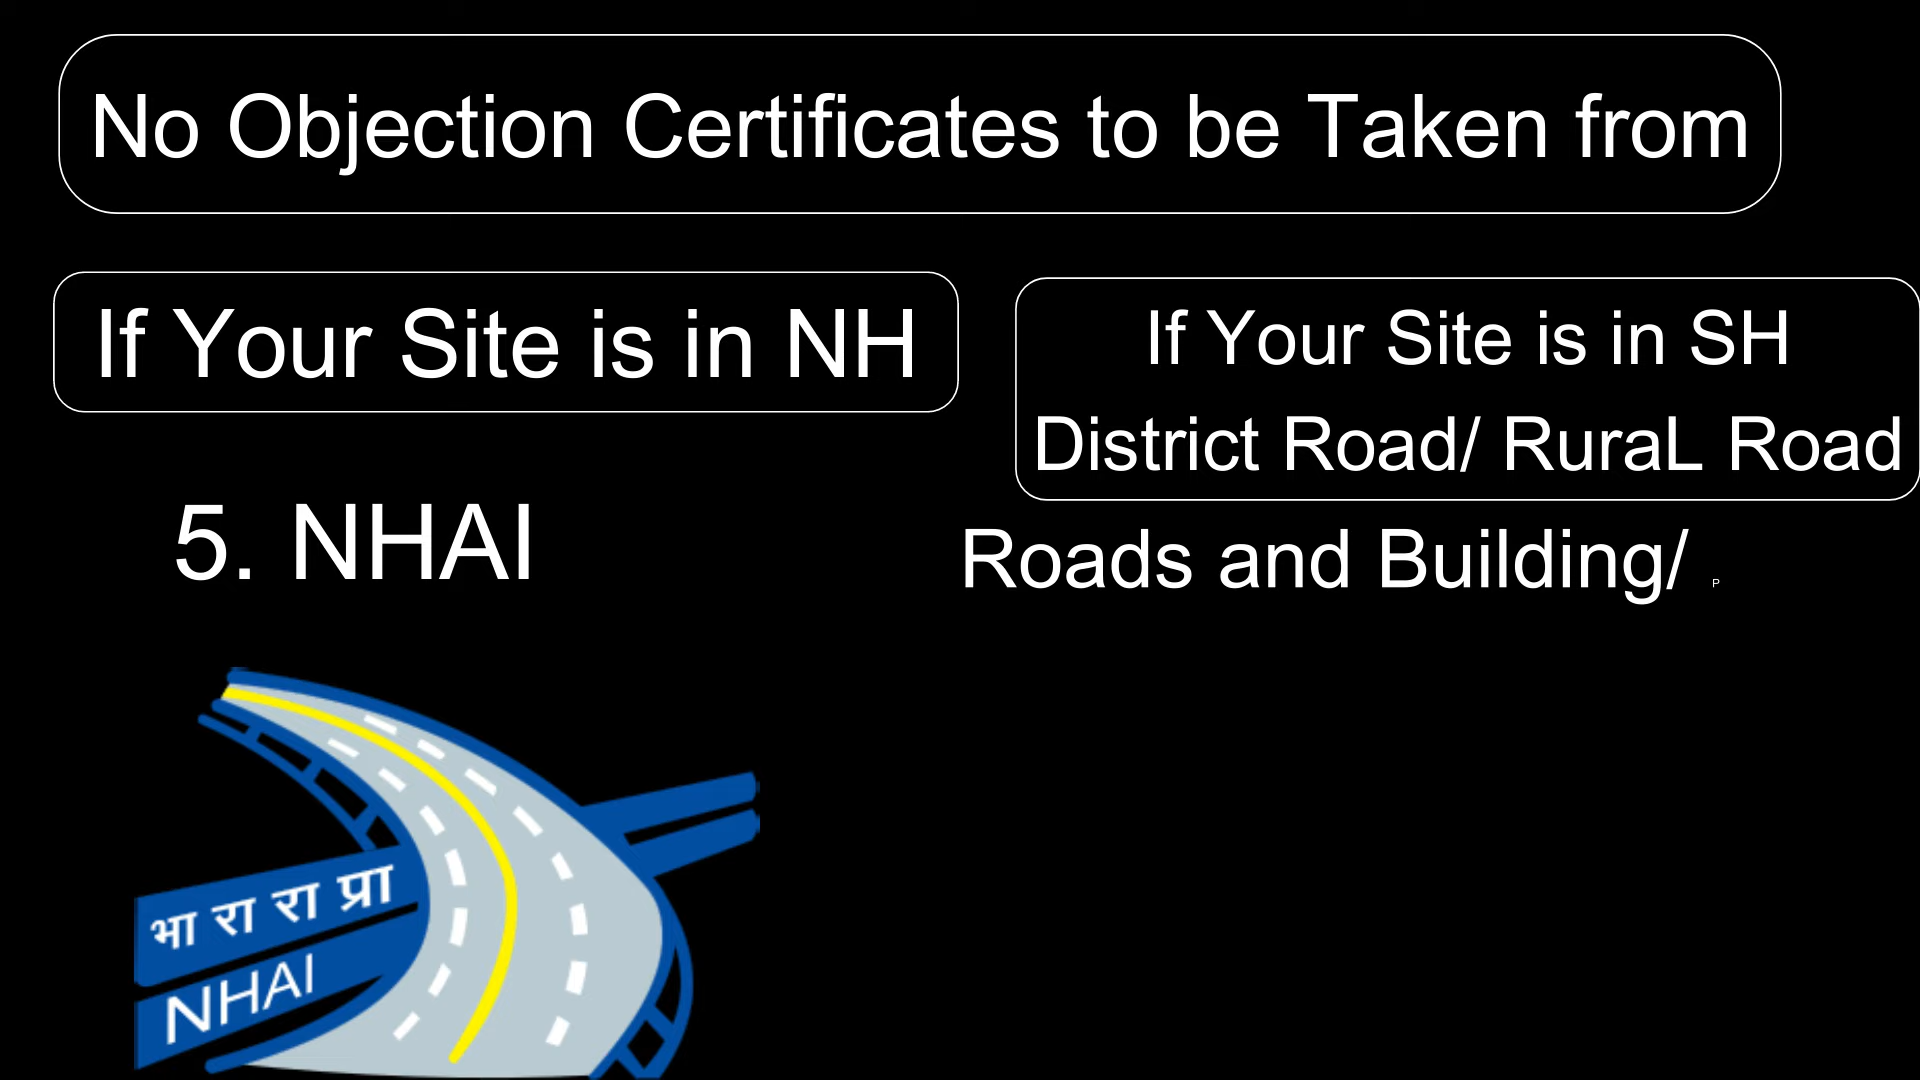 No Objection Certificates to be Taken from
If Your Site is in NH
If Your Site is in SH
District Road/ RuraL Road
5. NHAI
Roads and Building/ P
भा रा रा प्रा
NHAI